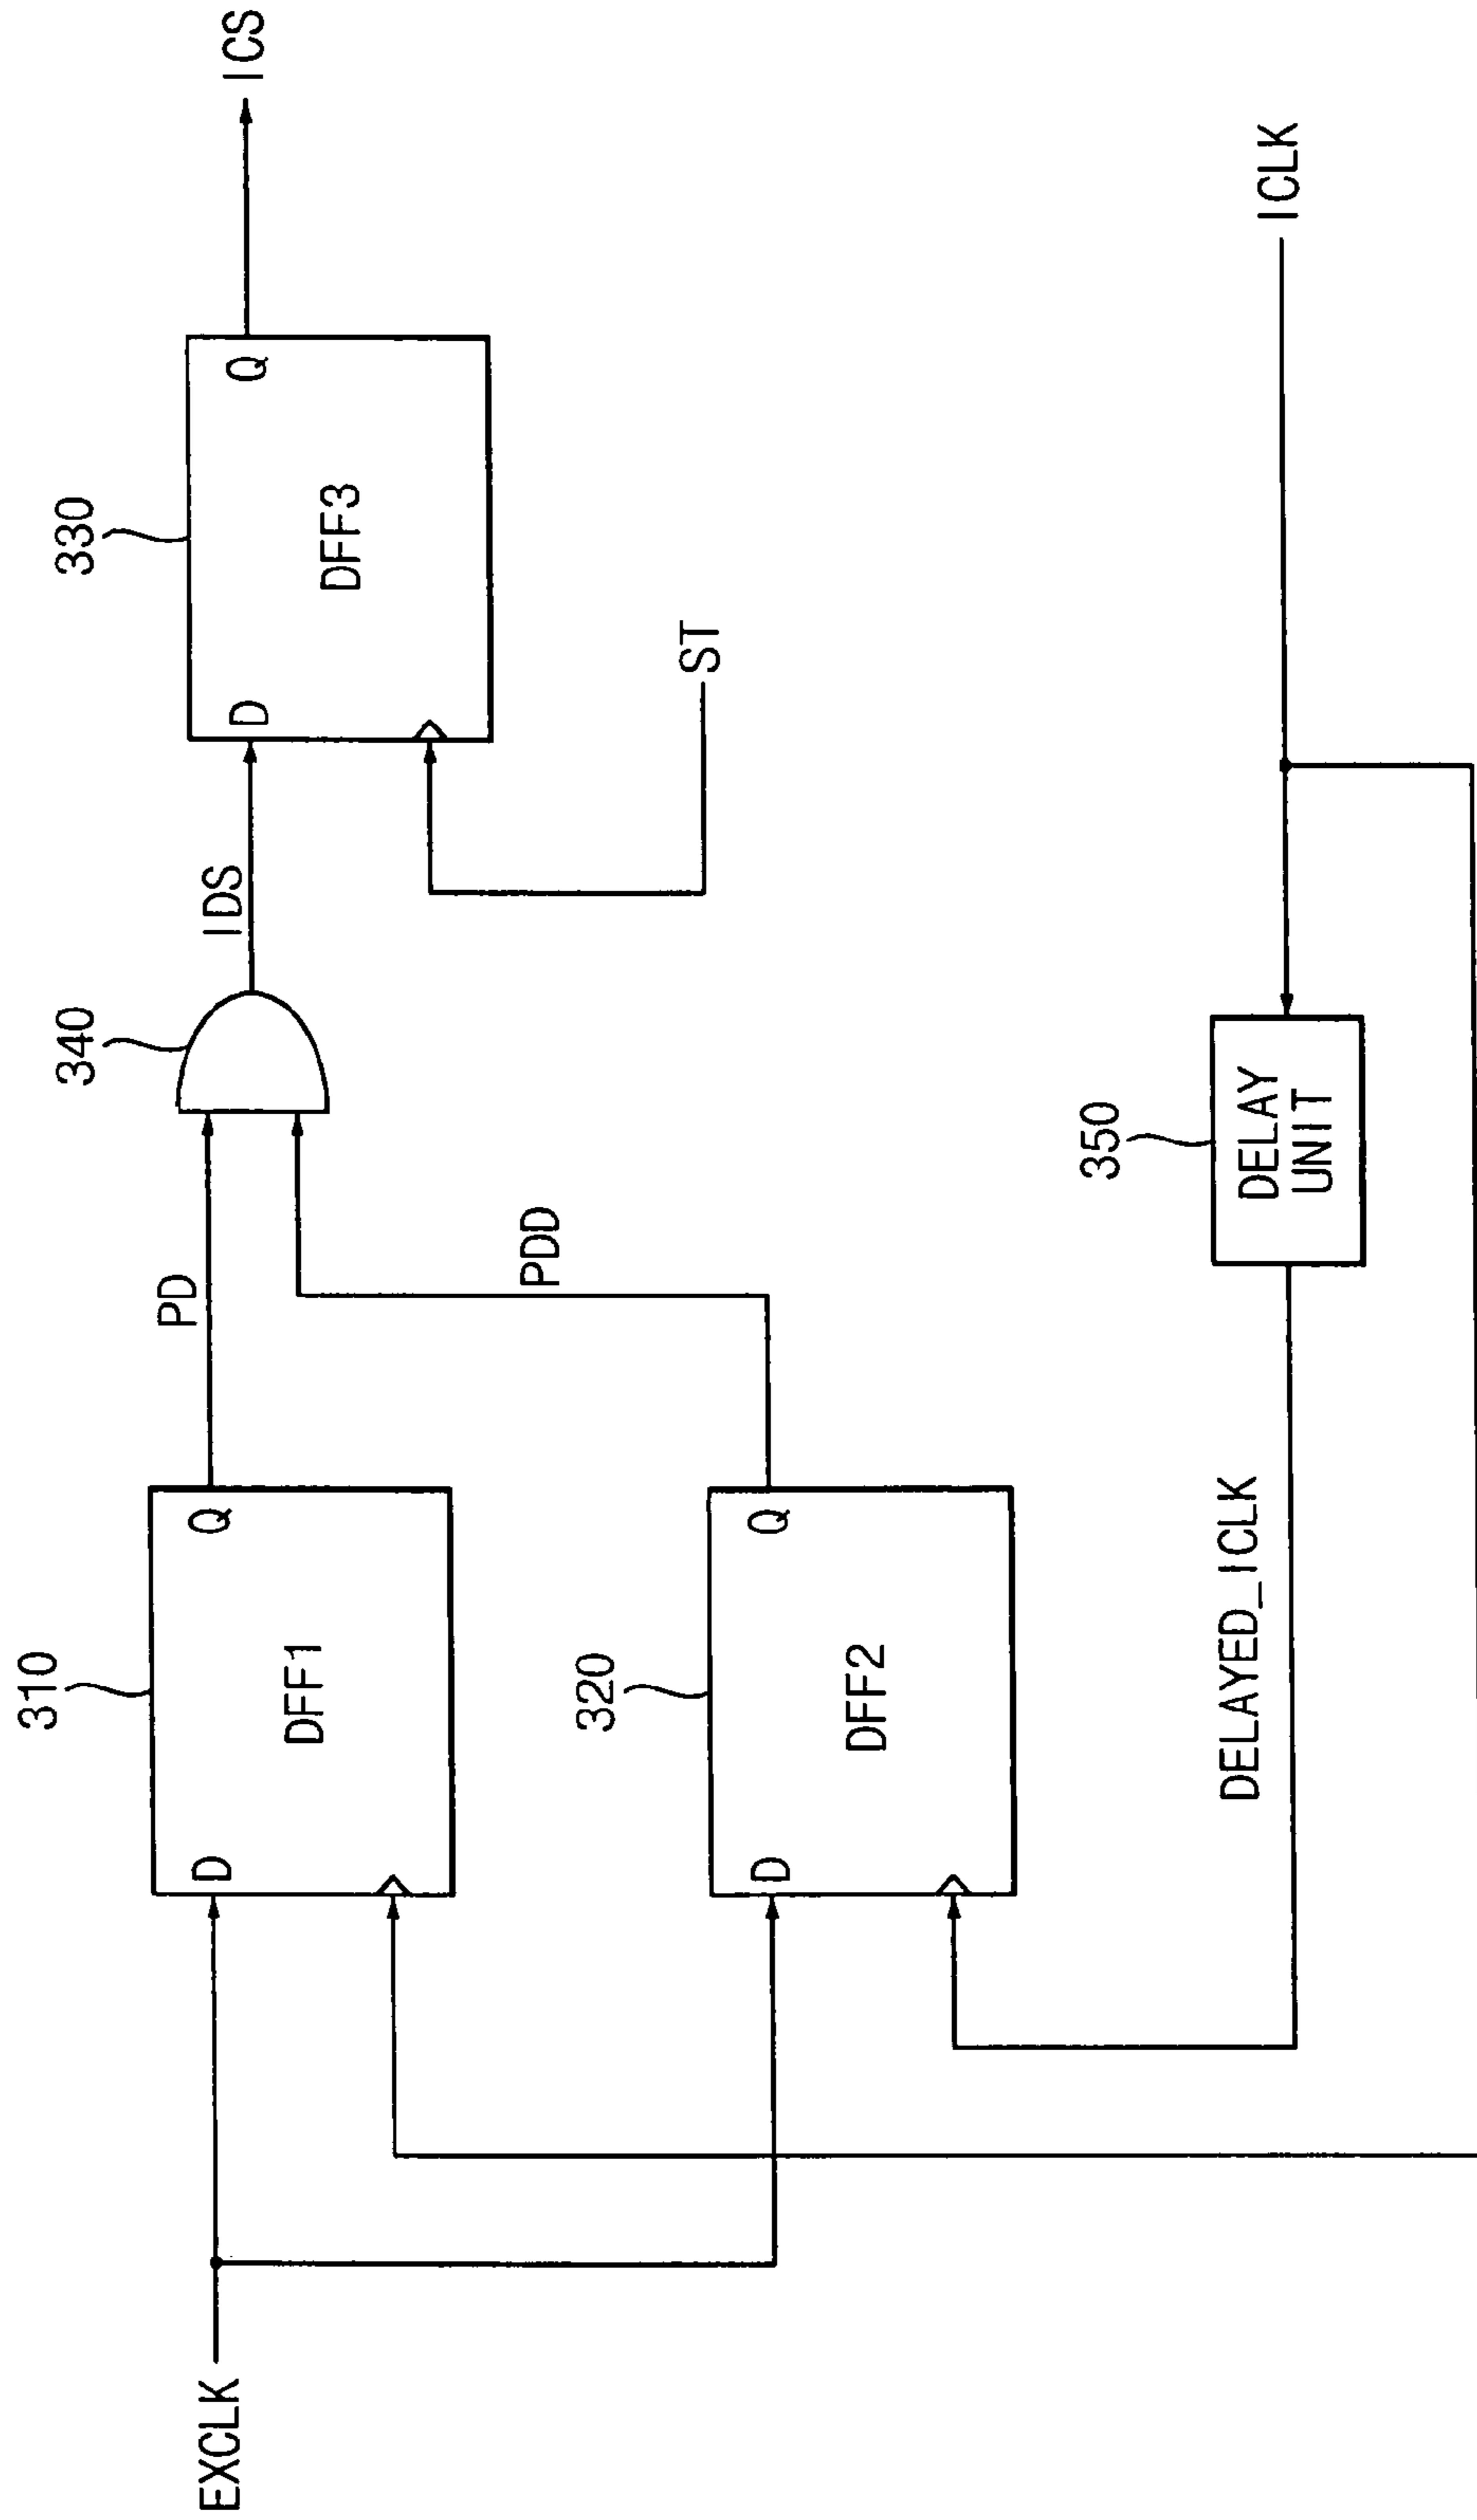 310
330
340
EXCLK
D
DFF1
Q
PD
IDS
D
DFF3
Q
ICS
320
D
DFF2
Q
PDD
ST
350
DELAYED_ICLK
DELAY
UNIT
ICLK